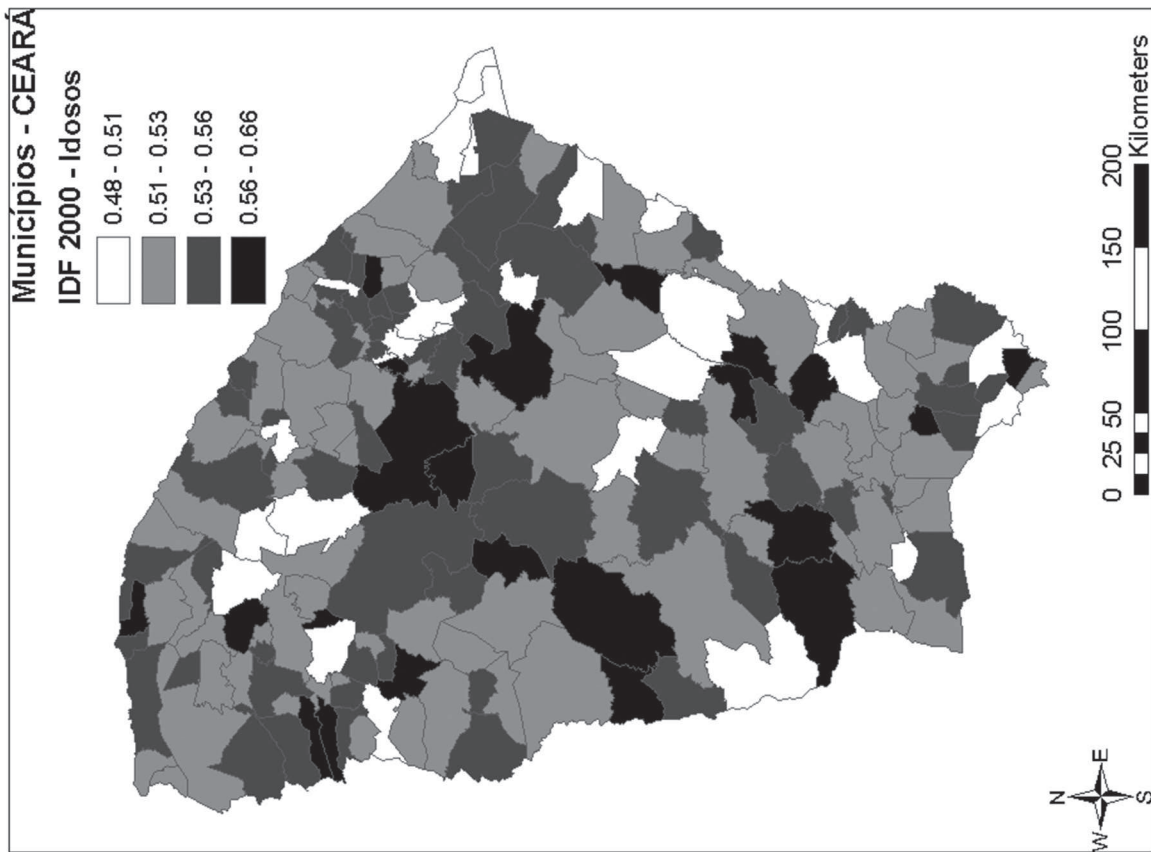 Municípios - CEARÁ
IDF 2000 - Idosos
0.48 - 0.51
0.51 - 0.53
0.53 - 0.56
0.56 - 0.66
N
W E
S
0 25 50 100 150 200
Kilometers